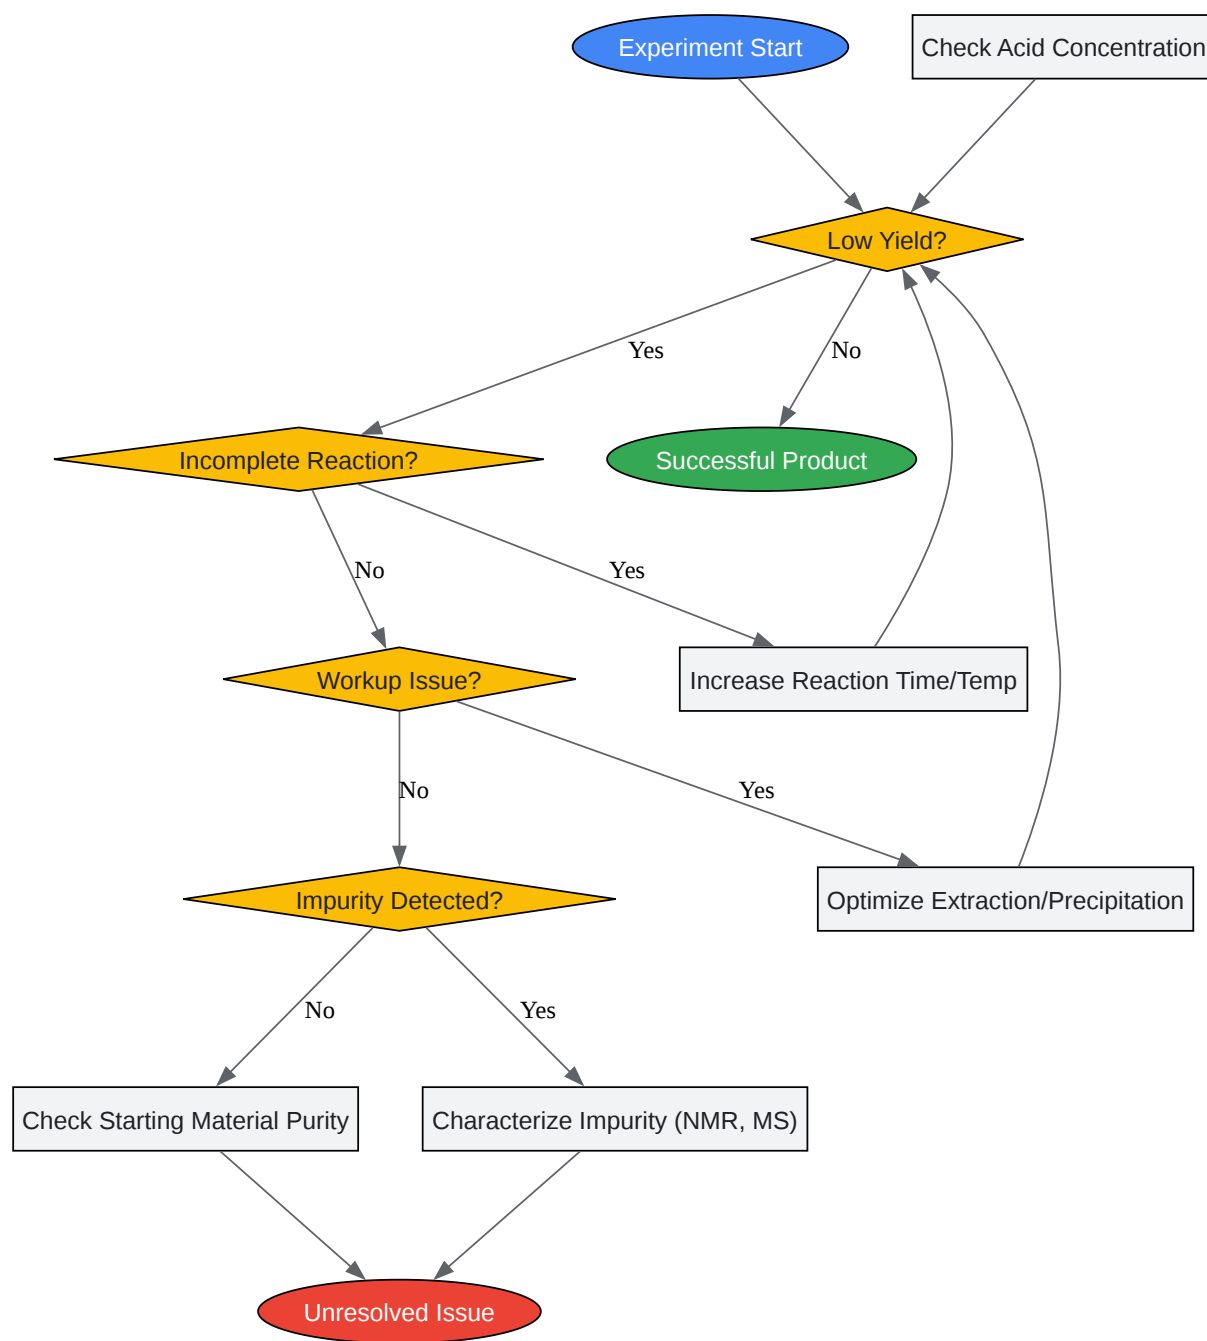 Experiment Start
Check Acid Concentration
Low Yield?
Yes
No
Incomplete Reaction?
Successful Product
No
Yes
Workup Issue?
Increase Reaction Time/Temp
No
Yes
Impurity Detected?
Optimize Extraction/Precipitation
No
Yes
Check Starting Material Purity
Characterize Impurity (NMR, MS)
Unresolved Issue